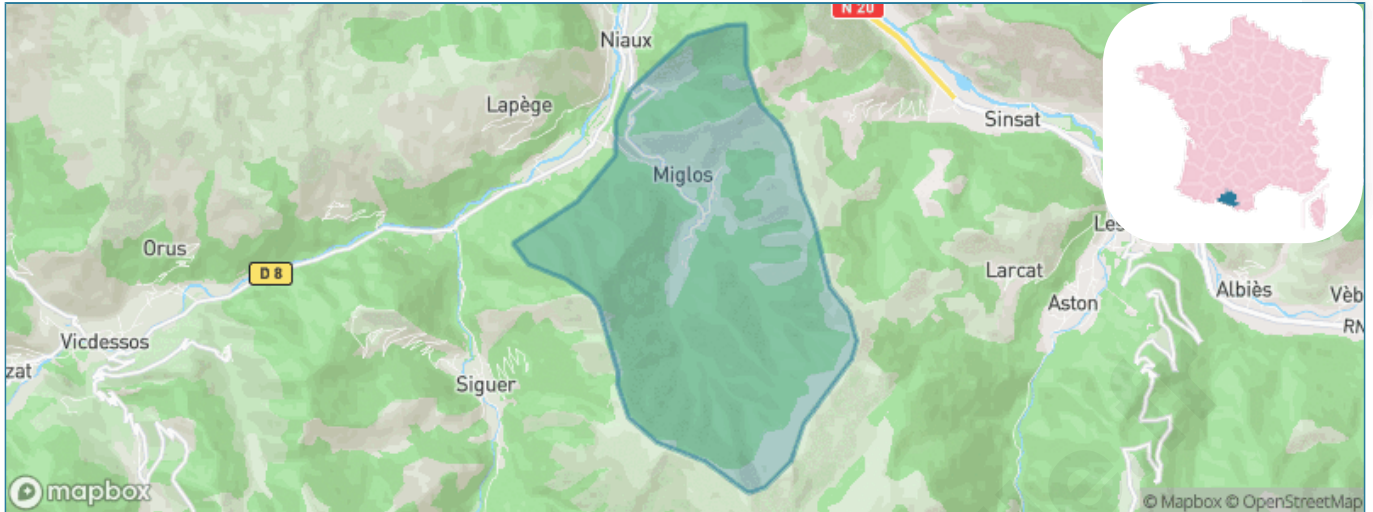 N 20
Niaux
Lapège
Sinsat
Miglos
Orus
D 8
Larcat
Les
Aston
Albiès
Vèb
RN
Vicdessos
zat
Siguer
mapbox
© Mapbox © OpenStreetMap